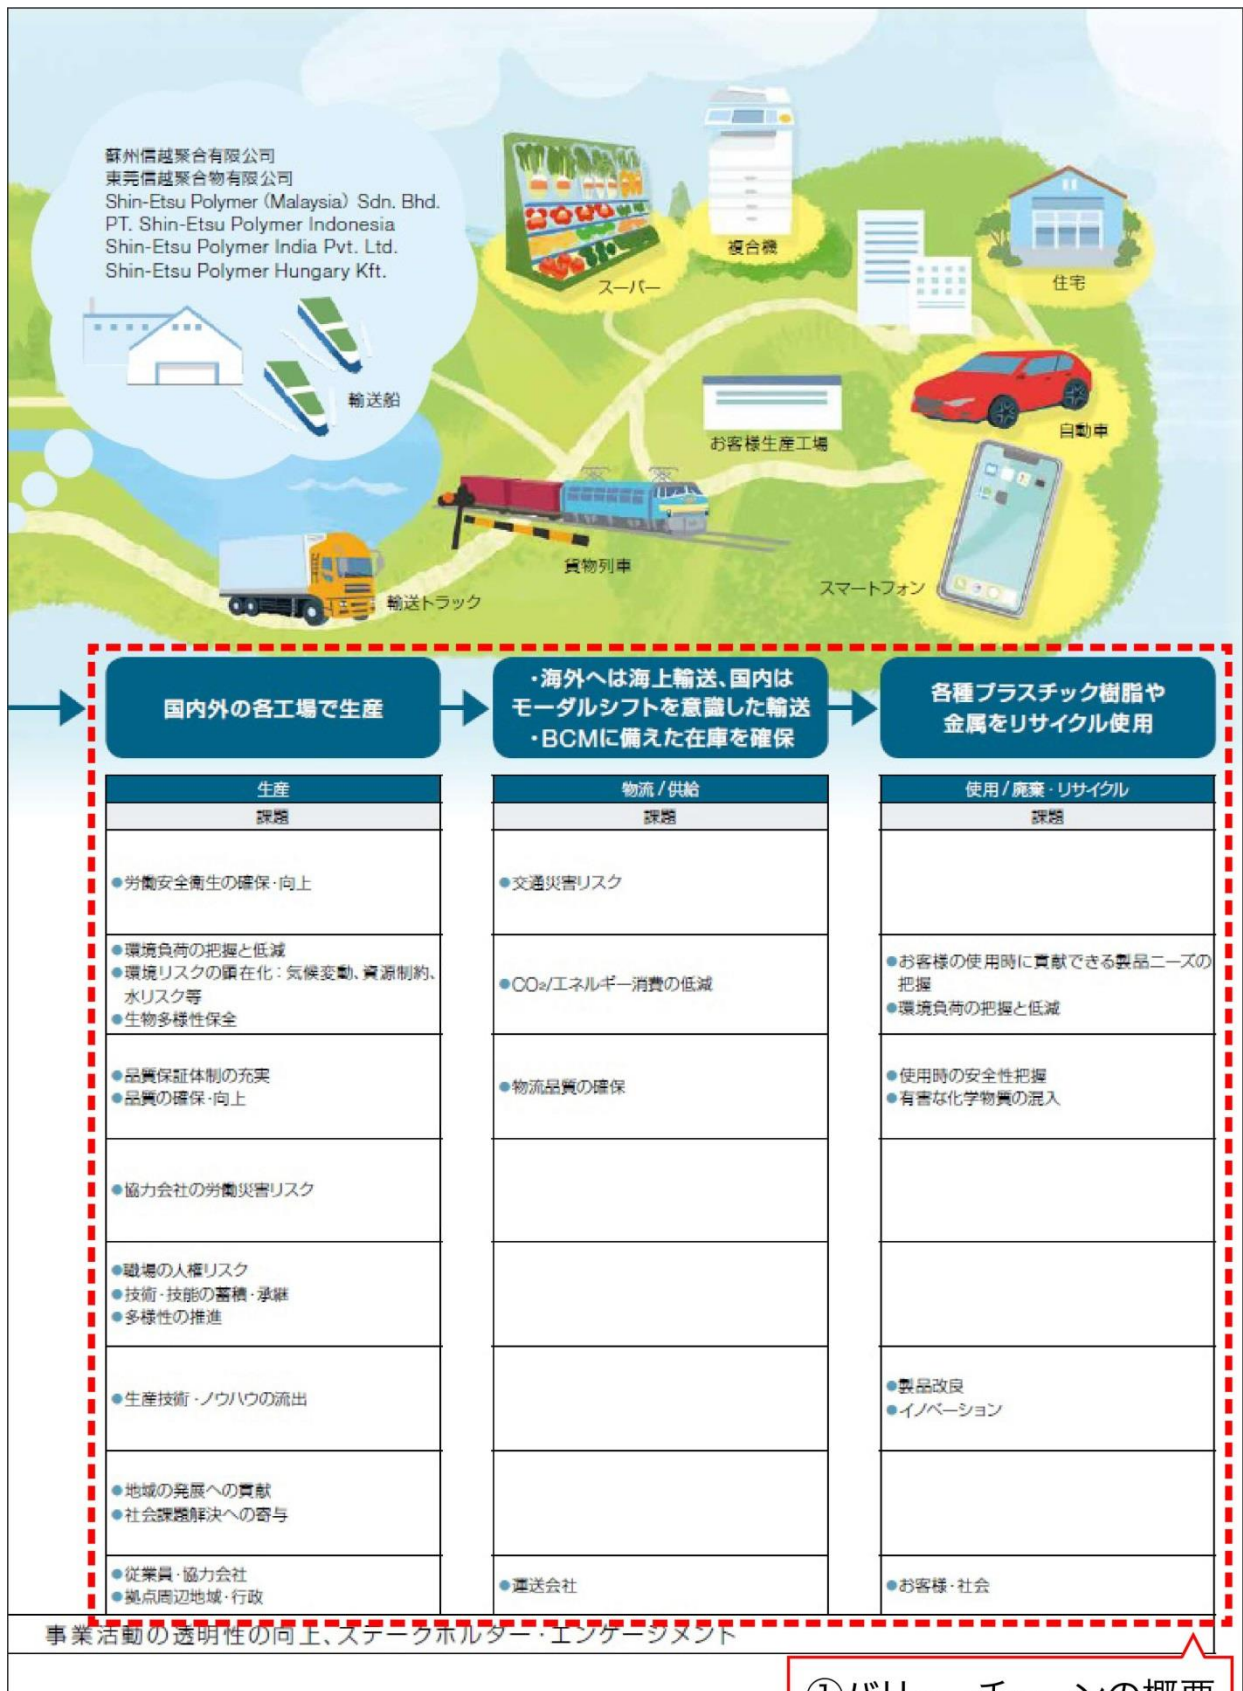 蘇州信越聚合有限公司
東莞信越聚合物有限公司
Shin-Etsu Polymer (Malaysia) Sdn. Bhd.
PT. Shin-Etsu Polymer Indonesia
Shin-Etsu Polymer India Pvt. Ltd.
Shin-Etsu Polymer Hungary Kft.
輸送船
スーパー
複合機
住宅
自動車
お客様生産工場
貨物列車
スマートフォン
輸送トラック
国内外の各工場で生産
・海外へは海上輸送、国内は
モーダルシフトを意識した輸送
・BCMに備えた在庫を確保
各種プラスチック樹脂や
金属をリサイクル使用
生産
課題
●労働安全衛生の確保・向上
●環境負荷の把握と低減
●環境リスクの顕在化：気候変動、資源制約、
水リスク等
●生物多様性保全
●品質保証体制の充実
●品質の確保・向上
●協力会社の労働災害リスク
●職場の人権リスク
●技術・技能の蓄積・承継
●多様性の推進
●生産技術・ノウハウの流出
●地域の発展への貢献
●社会課題解決への寄与
●従業員・協力会社
●拠点周辺地域・行政
物流/供給
課題
●交通災害リスク
●CO₂/エネルギー消費の低減
●物流品質の確保
●運送会社
使用/廃棄・リサイクル
課題
●お客様の使用時に貢献できる製品ニーズの
把握
●環境負荷の把握と低減
●使用時の安全性把握
●有害な化学物質の混入
●製品改良
●イノベーション
●お客様・社会
事業活動の透明性の向上、ステークホルダー・エンゲージメント
①バリューチェーンの概要